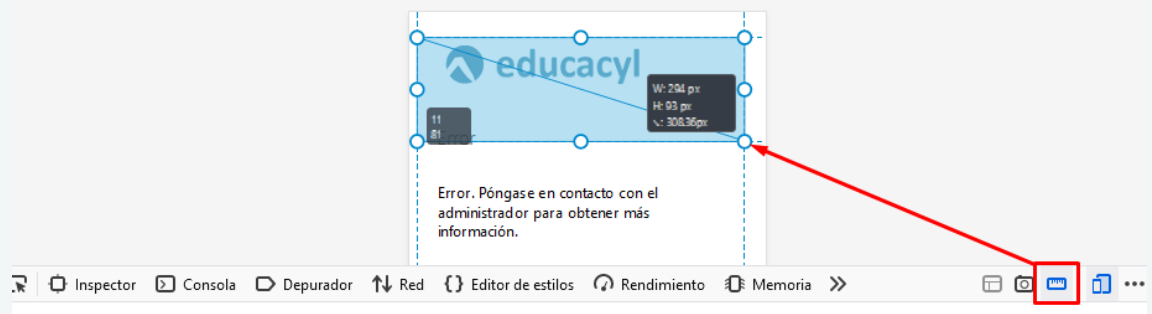 educacyl
W: 294 px
H: 93 px
⤡: 308.36px
11
81
Error
Error. Póngase en contacto con el
administrador para obtener más
información.
Inspector Consola Depurador Red {} Editor de estilos Rendimiento Memoria